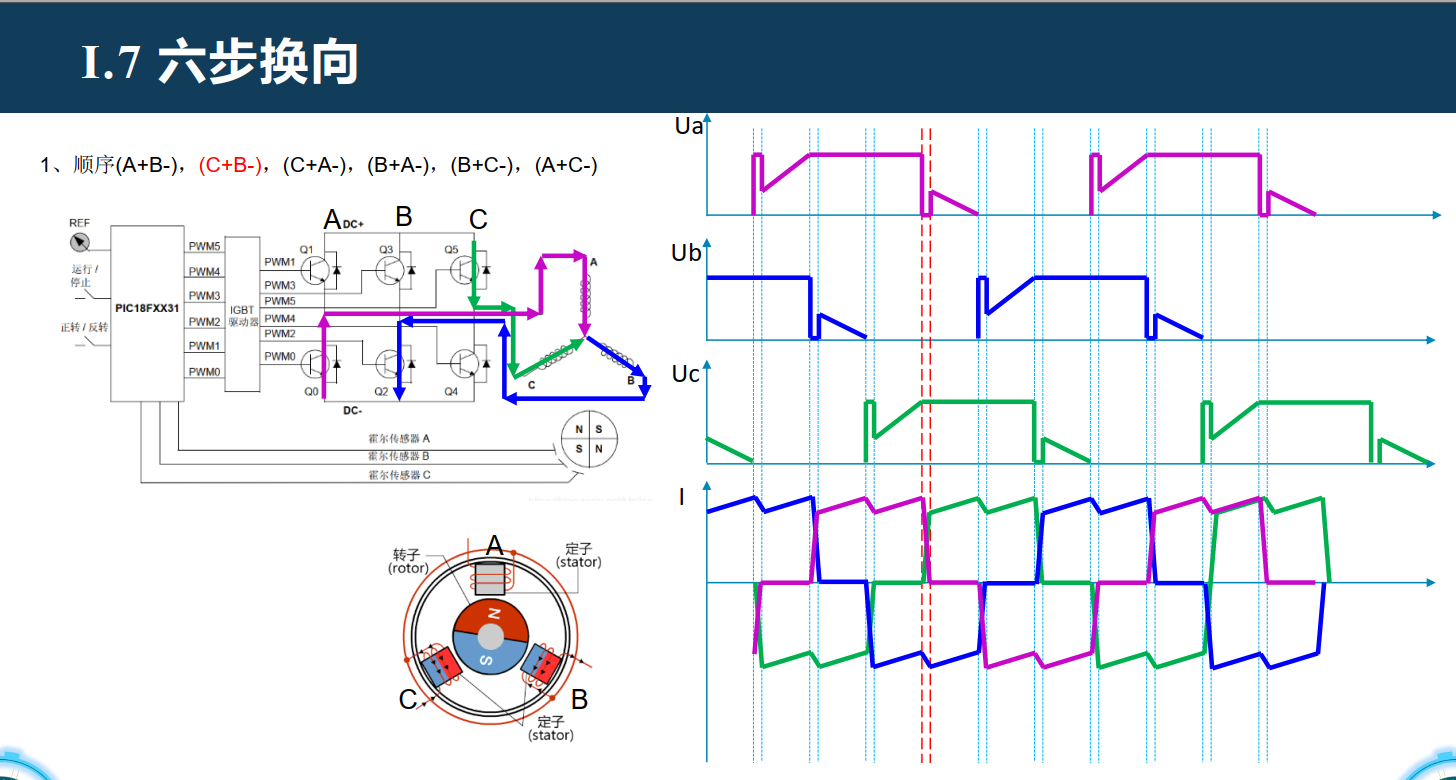 I.7 六步换向
1、顺序(A+B-)，(C+B-)，(C+A-)，(B+A-)，(B+C-)，(A+C-)
A
DC+
B
C
REF
运行 /
停止
正转 / 反转
PIC18FXX31
PWM5
PWM4
PWM3
PWM2
PWM1
PWM0
IGBT
驱动器
PWM1
PWM3
PWM5
PWM4
PWM2
PWM0
Q1
Q3
Q5
Q0
Q2
Q4
DC-
A
C
B
霍尔传感器 A
霍尔传感器 B
霍尔传感器 C
N S
S N
转子
(rotor)
A
定子
(stator)
N
S
C
B
定子
(stator)
Ua
Ub
Uc
I